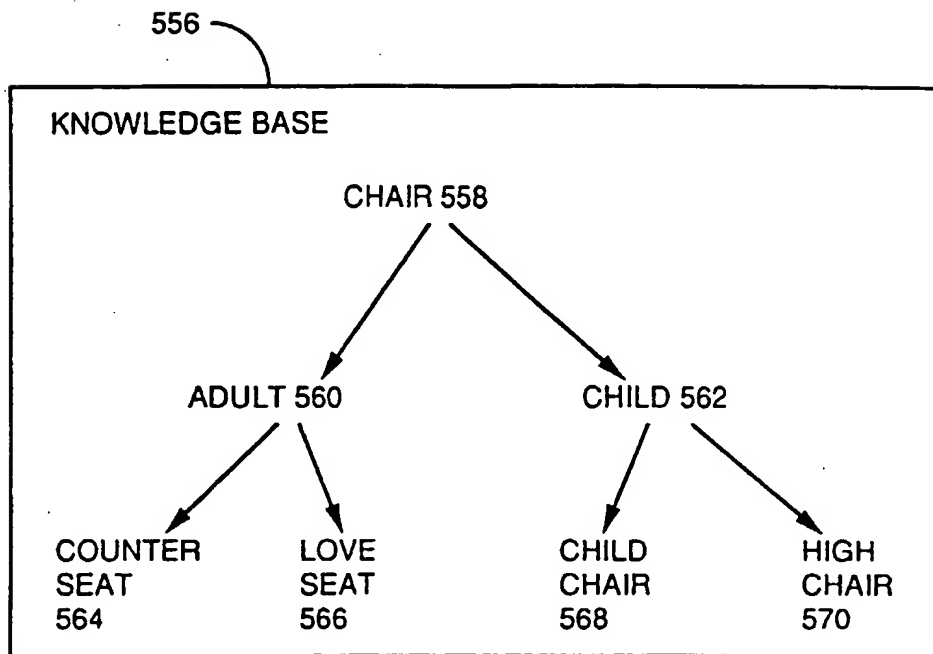 556
KNOWLEDGE BASE
CHAIR 558
ADULT 560
CHILD 562
COUNTER
SEAT
564
LOVE
SEAT
566
CHILD
CHAIR
568
HIGH
CHAIR
570